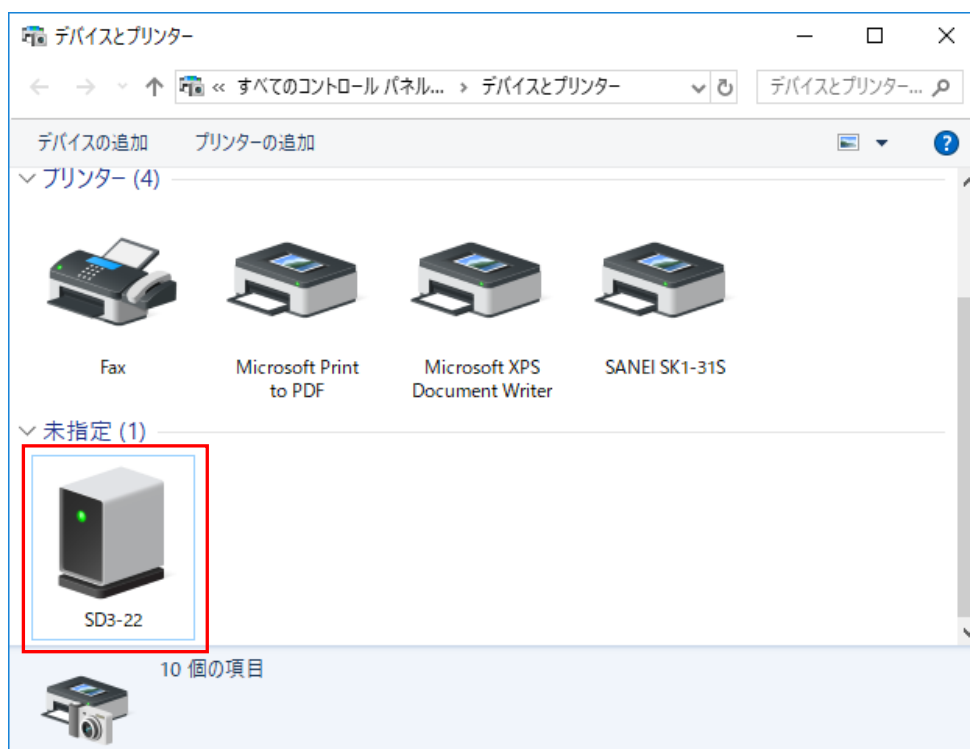 デバイスとプリンター
« すべてのコントロール パネル... › デバイスとプリンター
デバイスとプリンター...
デバイスの追加 プリンターの追加
?
プリンター (4)
Fax
Microsoft Print
to PDF
Microsoft XPS
Document Writer
SANEI SK1-31S
未指定 (1)
SD3-22
10 個の項目